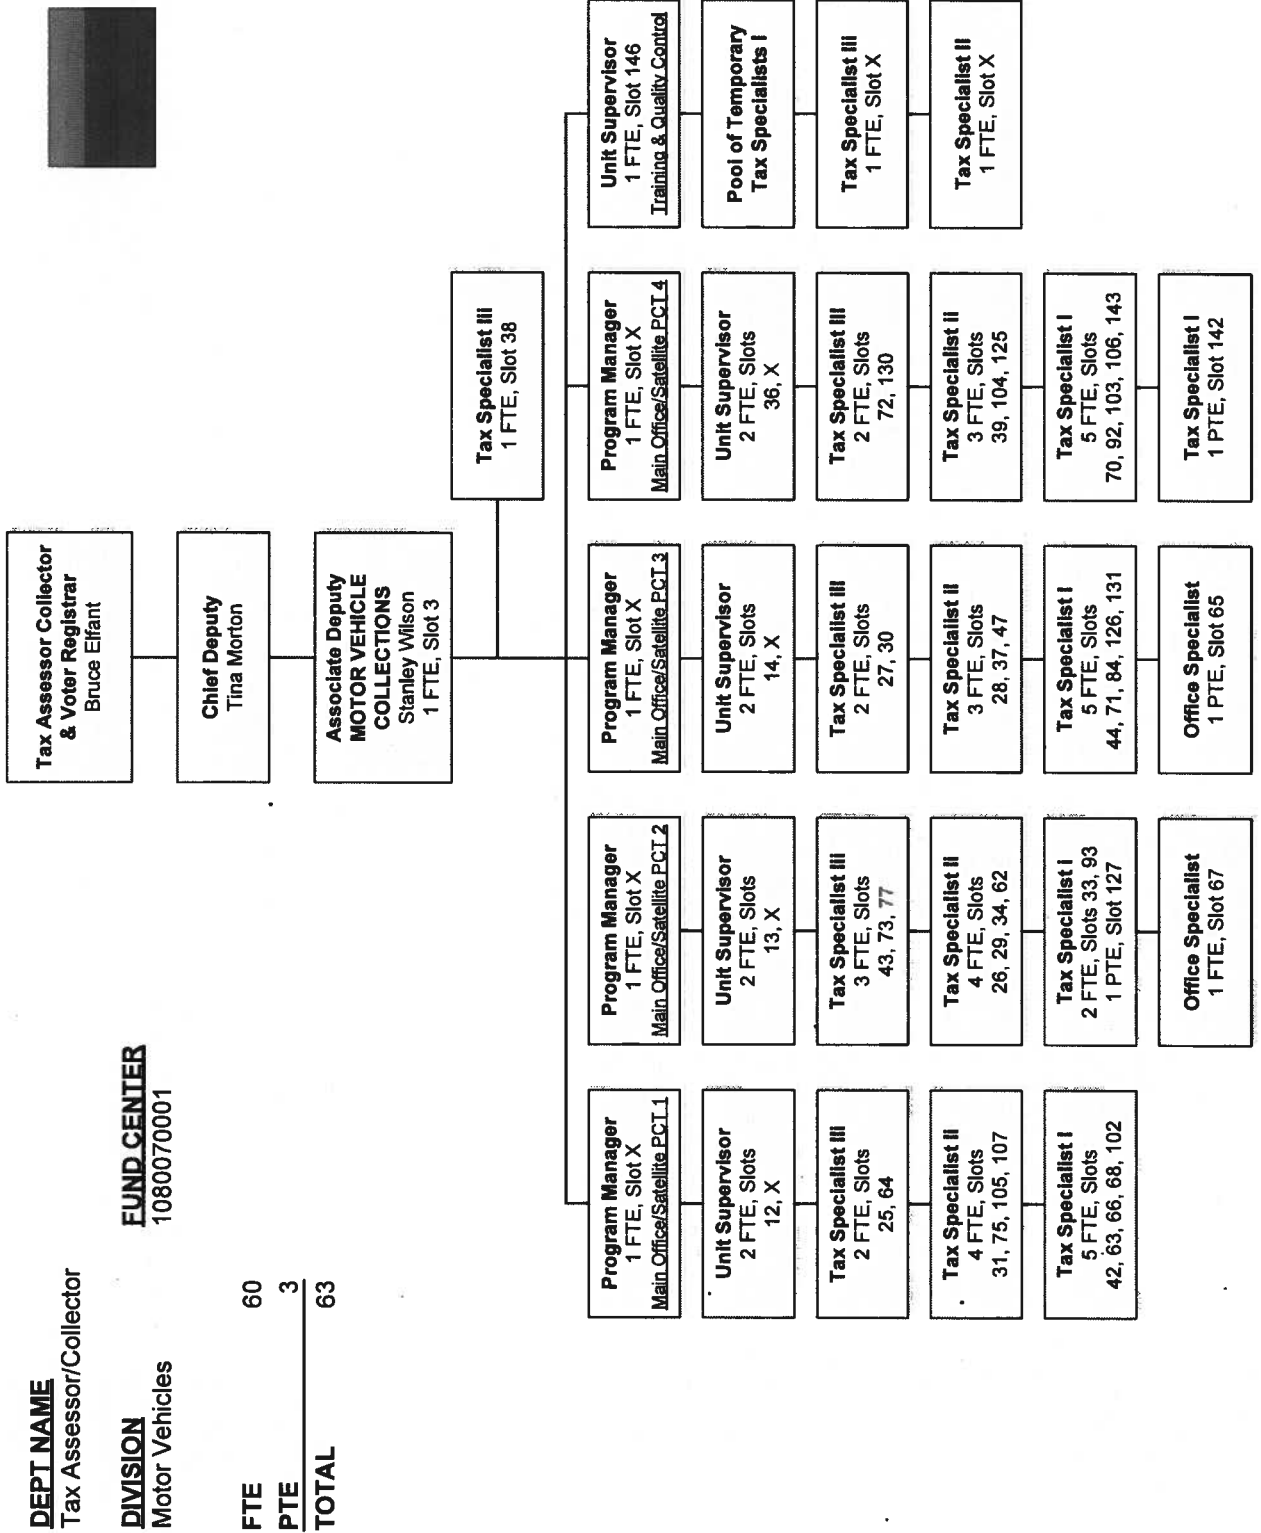 DEPT NAME
Tax Assessor/Collector
DIVISION
Motor Vehicles
FUND CENTER
1080070001
FTE 60
PTE 3
TOTAL 63
Tax Assessor Collector
& Voter Registrar
Bruce Elfant
Chief Deputy
Tina Morton
Associate Deputy
MOTOR VEHICLE
COLLECTIONS
Stanley Wilson
1 FTE, Slot 3
Tax Specialist III
1 FTE, Slot 38
Program Manager
1 FTE, Slot X
Main Office/Satellite PCT 1
Unit Supervisor
2 FTE, Slots
12, X
Tax Specialist III
2 FTE, Slots
25, 64
Tax Specialist II
4 FTE, Slots
31, 75, 105, 107
Tax Specialist I
5 FTE, Slots
42, 63, 66, 68, 102
Program Manager
1 FTE, Slot X
Main Office/Satellite PCT 2
Unit Supervisor
2 FTE, Slots
13, X
Tax Specialist III
3 FTE, Slots
43, 73, 77
Tax Specialist II
4 FTE, Slots
26, 29, 34, 62
Tax Specialist I
2 FTE, Slots 33, 93
1 PTE, Slot 127
Office Specialist
1 FTE, Slot 67
Program Manager
1 FTE, Slot X
Main Office/Satellite PCT 3
Unit Supervisor
2 FTE, Slots
14, X
Tax Specialist III
2 FTE, Slots
27, 30
Tax Specialist II
3 FTE, Slots
28, 37, 47
Tax Specialist I
5 FTE, Slots
44, 71, 84, 126, 131
Office Specialist
1 PTE, Slot 65
Program Manager
1 FTE, Slot X
Main Office/Satellite PCT 4
Unit Supervisor
2 FTE, Slots
36, X
Tax Specialist III
2 FTE, Slots
72, 130
Tax Specialist II
3 FTE, Slots
39, 104, 125
Tax Specialist I
5 FTE, Slots
70, 92, 103, 106, 143
Tax Specialist I
1 PTE, Slot 142
Unit Supervisor
1 FTE, Slot 146
Training & Quality Control
Pool of Temporary
Tax Specialists I
Tax Specialist III
1 FTE, Slot X
Tax Specialist II
1 FTE, Slot X